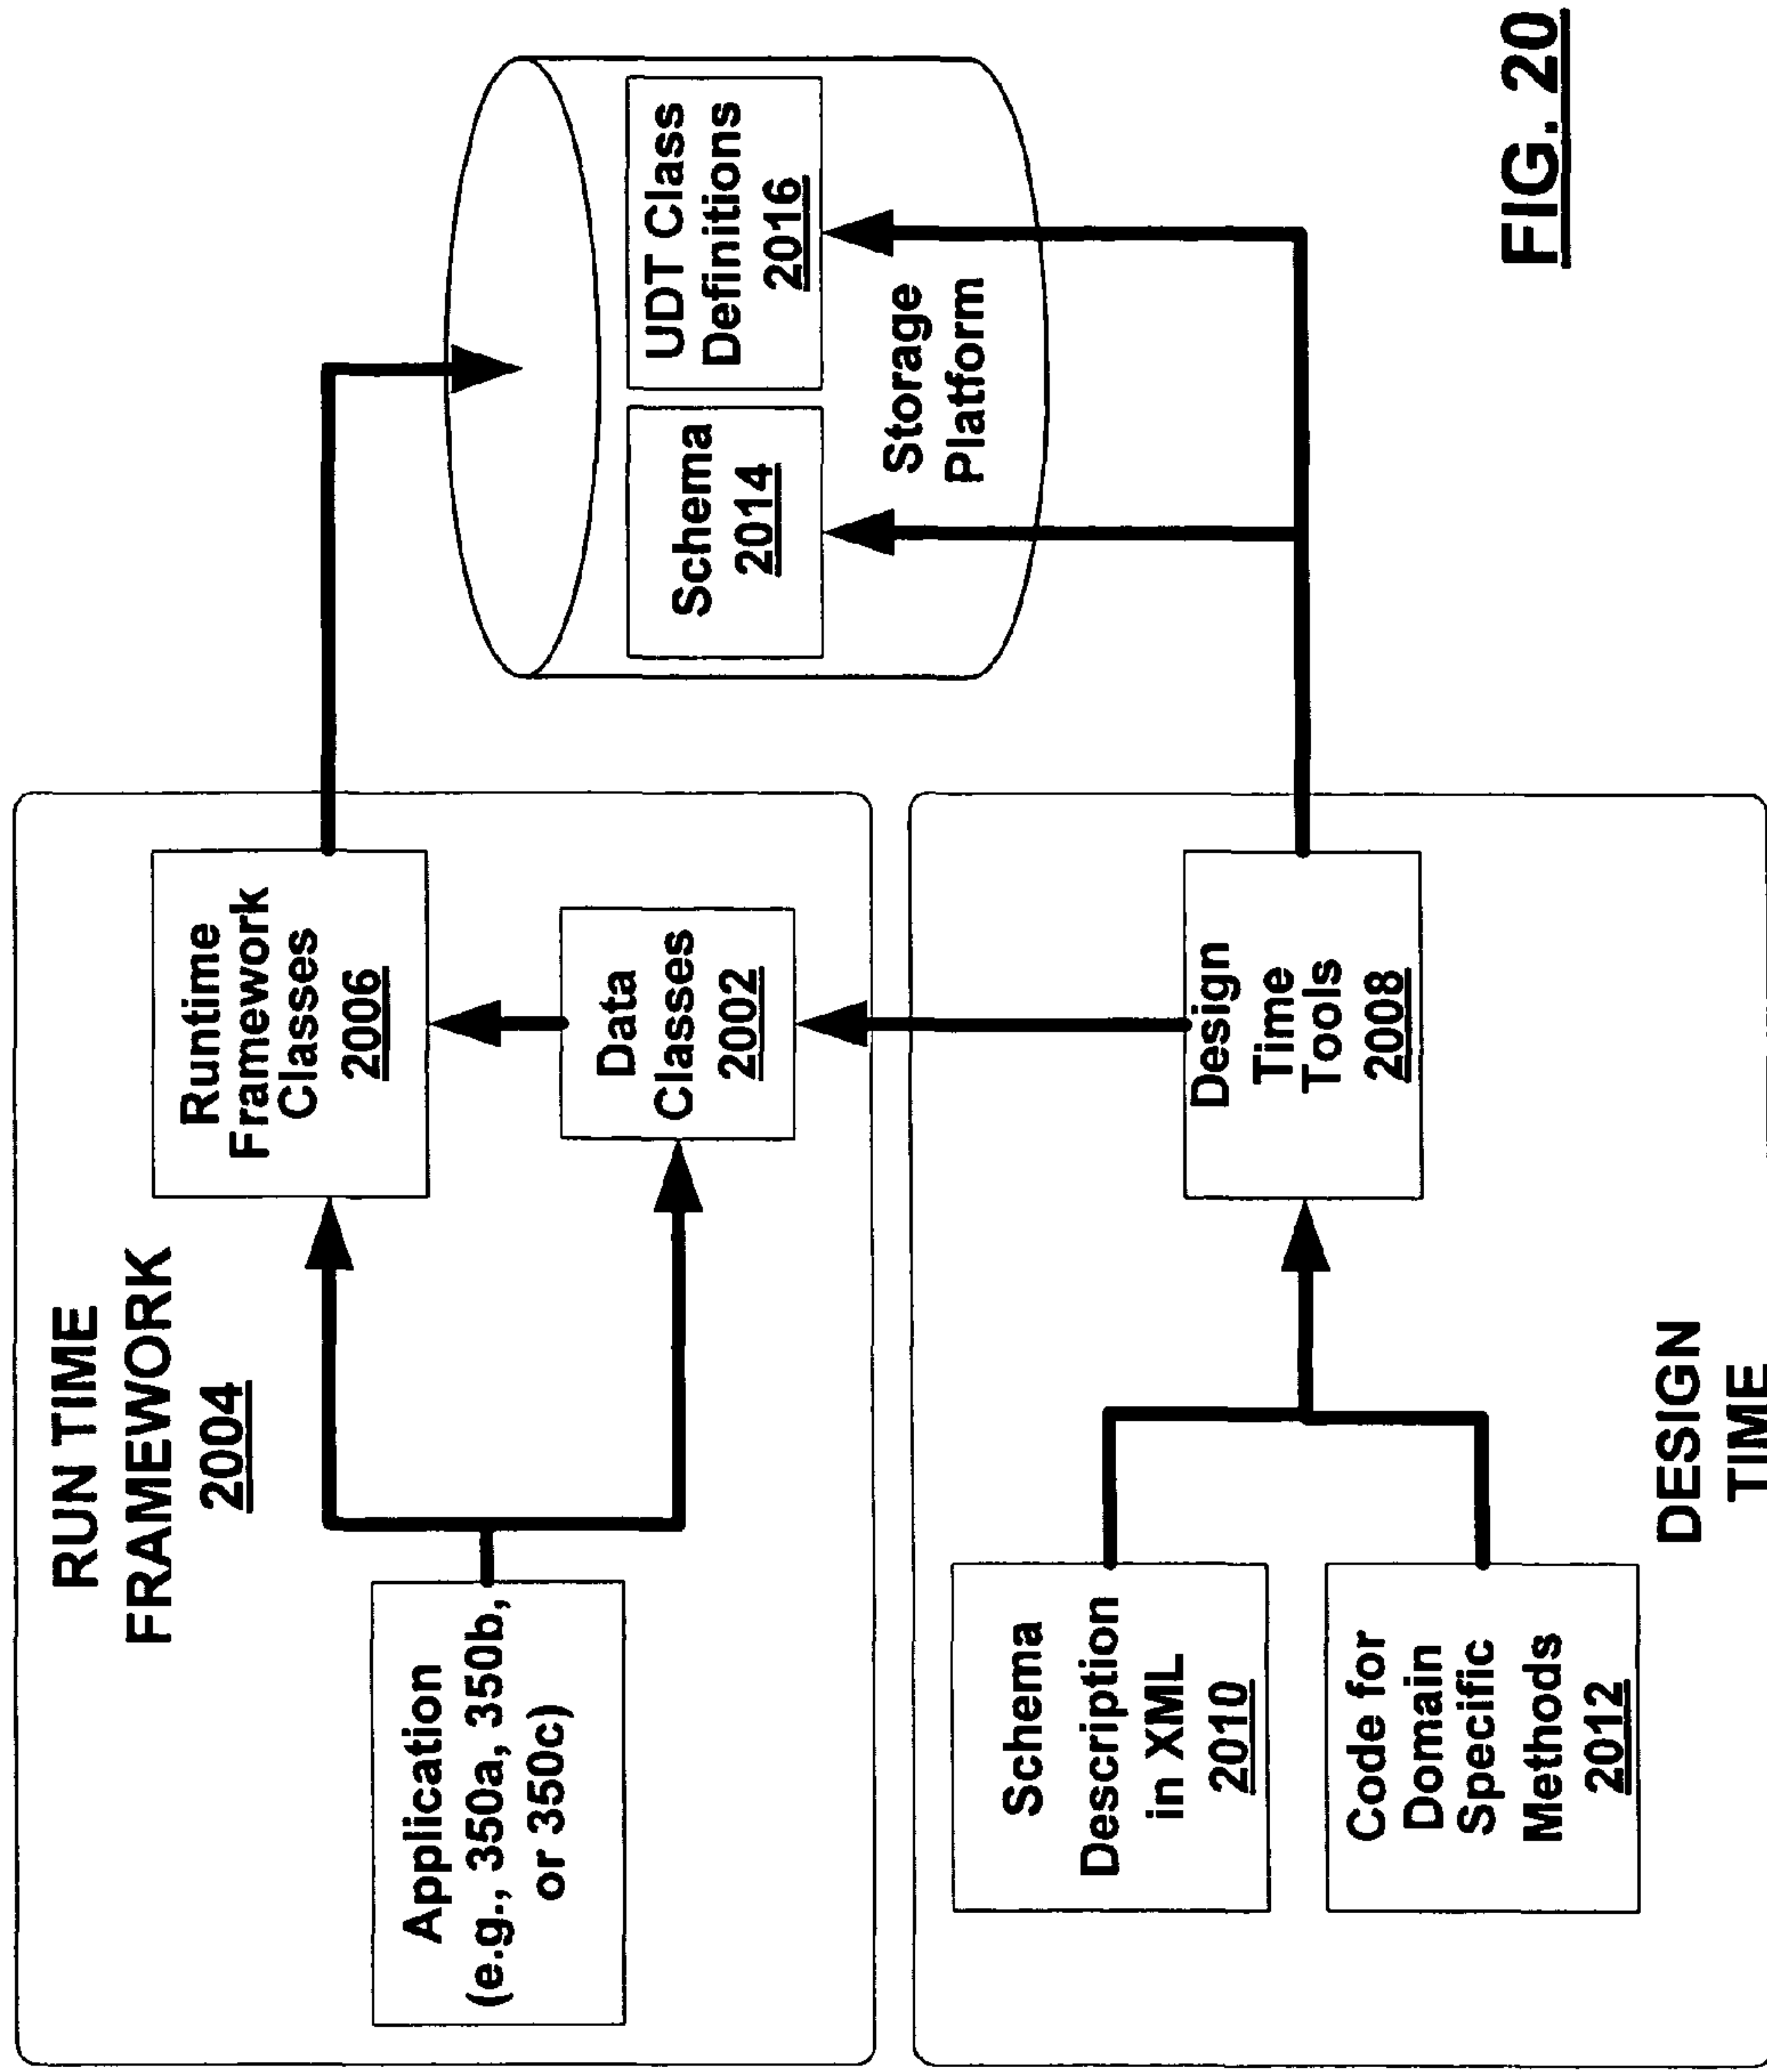 RUN TIME
FRAMEWORK
2004
Application
(e.g., 350a, 350b,
or 350c)
Runtime
Framework
Classes
2006
Data
Classes
2002
Schema
Description
in XML
2010
Code for
Domain
Specific
Methods
2012
Design
Time
Tools
2008
DESIGN
TIME
Schema
2014
UDT Class
Definitions
2016
Storage
Platform
FIG. 20